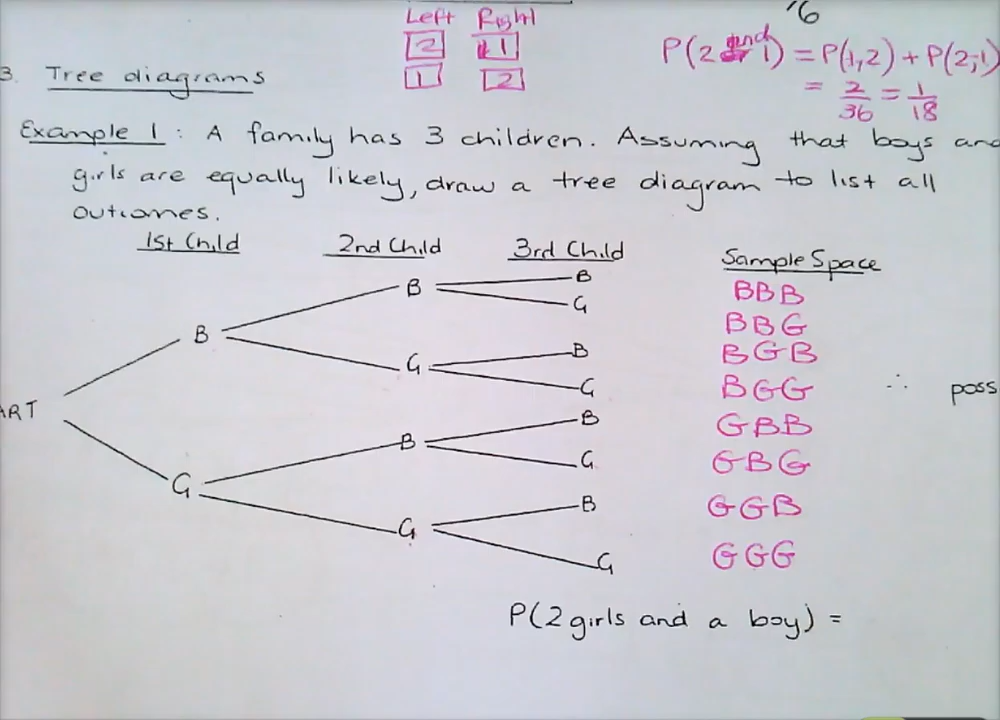 Left Right
2 1
1 2
6
P(2 and 1) = P(1,2) + P(2,1)
= 2/36 = 1/18
3. Tree diagrams
Example 1 : A family has 3 children. Assuming that boys and
girls are equally likely, draw a tree diagram to list all
outcomes.
1st Child 2nd Child 3rd Child Sample Space
B
B
G
B
B
G
G
ART
B
B
G
G
B
G
G
BBB
BBG
BGB
BGG
GBB
GBG
GGB
GGG
∴ poss
P(2 girls and a boy) =